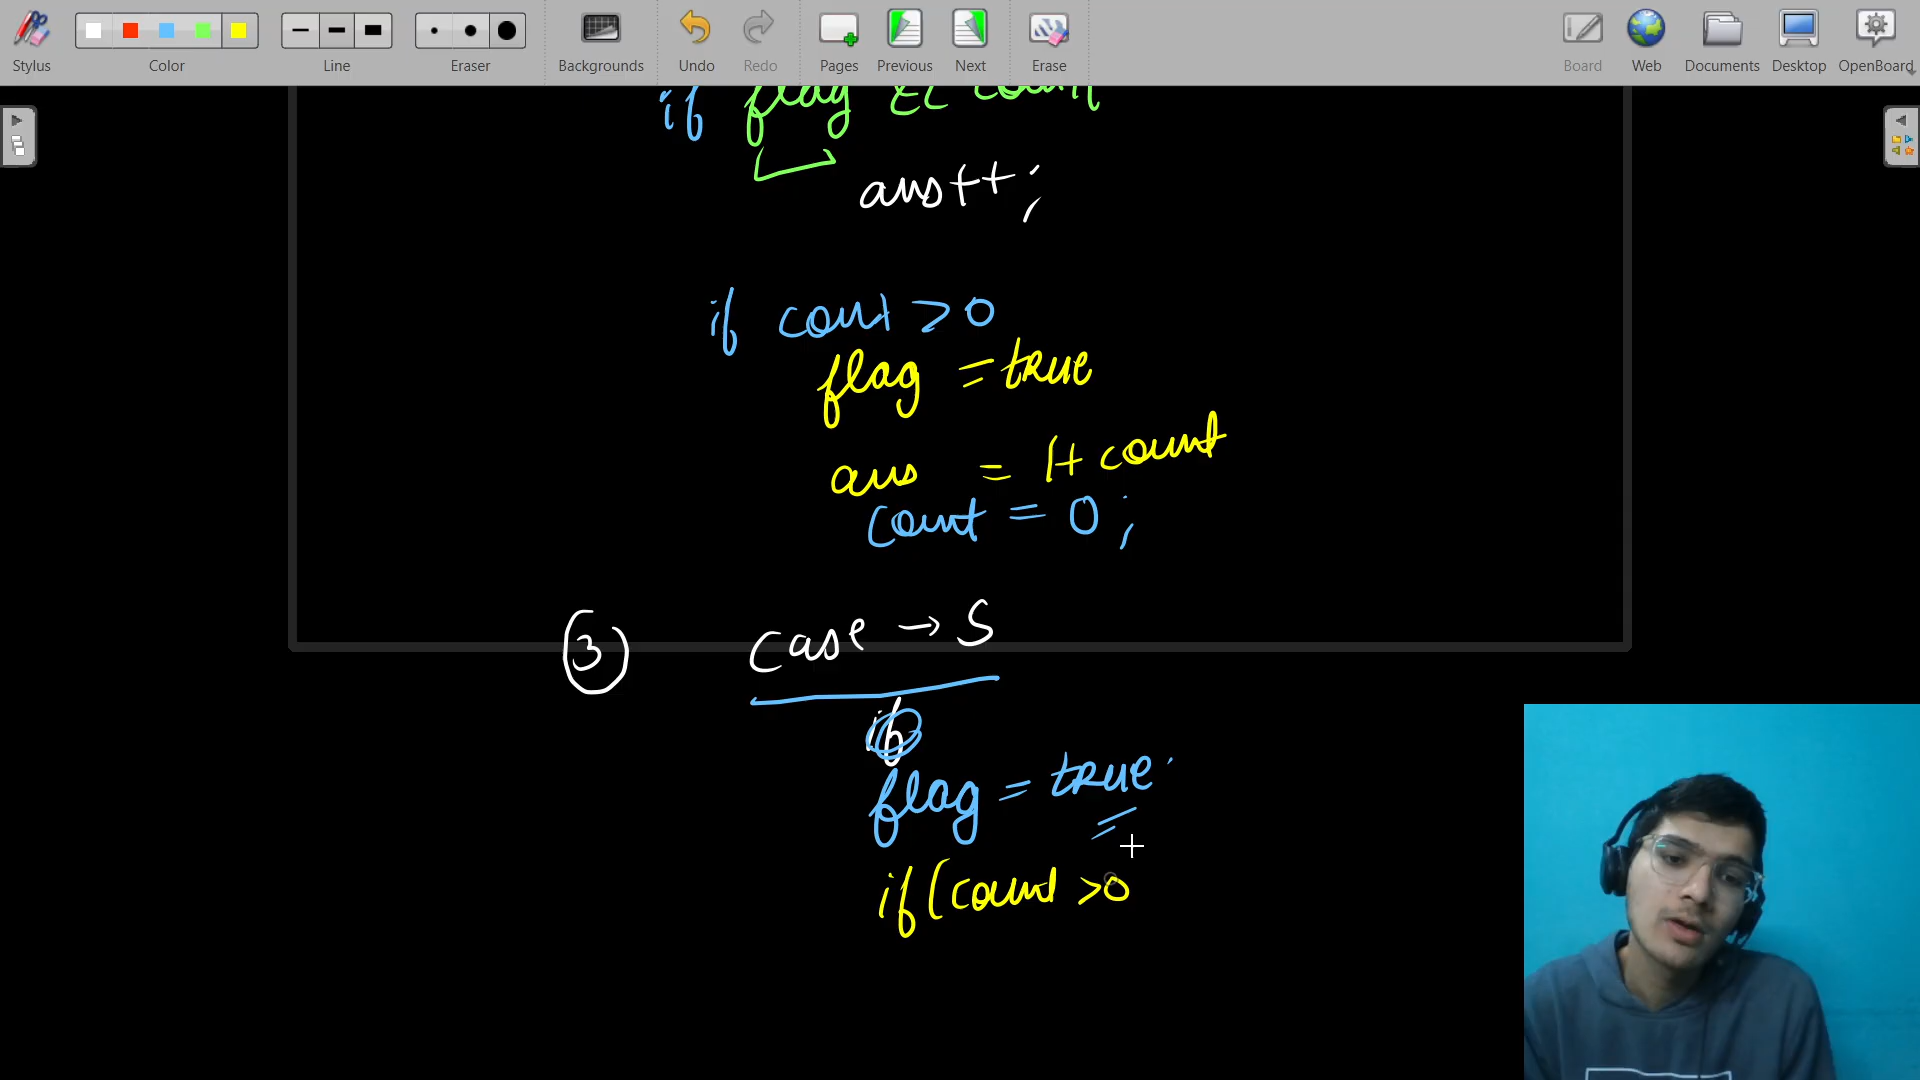 Stylus Color Line Eraser Backgrounds Undo Redo Pages Previous Next Erase Board Web Documents Desktop OpenBoard
if flag && count
ans++;
if count >0
flag = true
ans = 1+ count
count = 0;
3 case → S
if
flag = true.
if(count >0